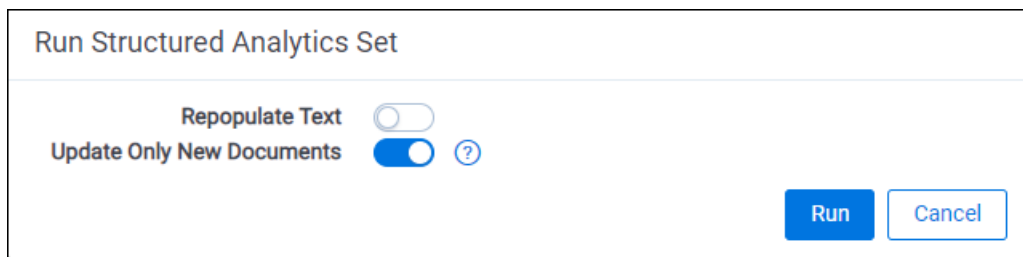 Run Structured Analytics Set
Repopulate Text
Update Only New Documents ?
Run Cancel